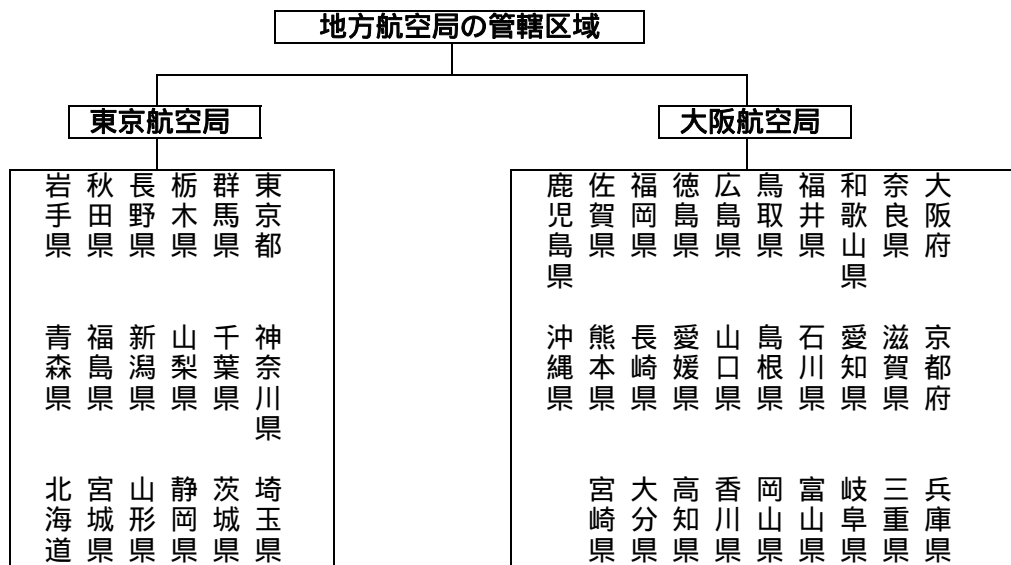 地方航空局の管轄区域
東京航空局
東京都 神奈川県 埼玉県
群馬県 千葉県 茨城県
栃木県 山梨県 静岡県
長野県 新潟県 山形県
秋田県 福島県 宮城県
岩手県 青森県 北海道
大阪航空局
大阪府 京都府 兵庫県
奈良県 滋賀県 三重県
和歌山県 愛知県 岐阜県
福井県 石川県 富山県
鳥取県 島根県 岡山県
広島県 山口県 香川県
徳島県 愛媛県 高知県
福岡県 長崎県 大分県
佐賀県 熊本県 宮崎県
鹿児島県 沖縄県